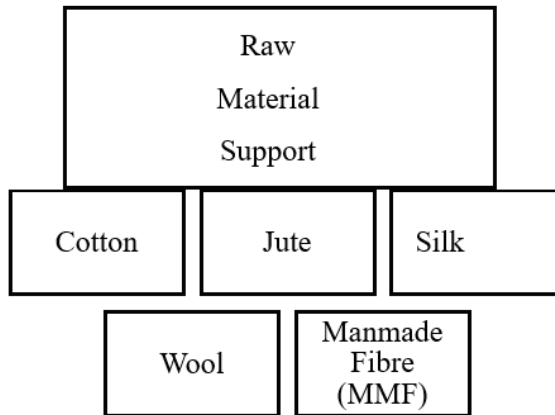 Raw
Material
Support
Cotton
Jute
Silk
Wool
Manmade
Fibre
(MMF)